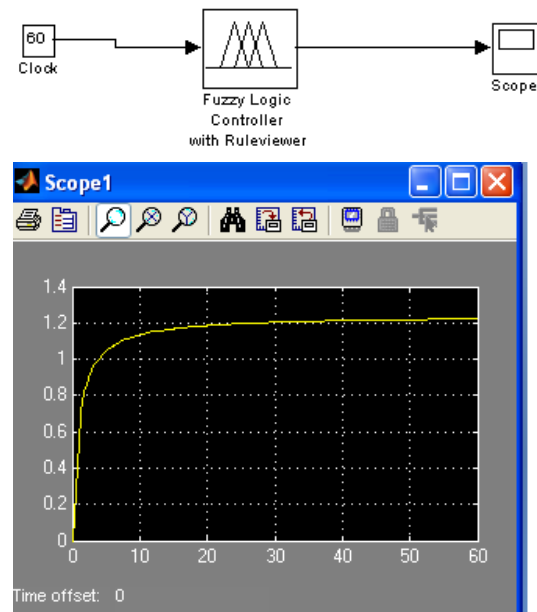 60
Clock
Fuzzy Logic
Controller
with Ruleviewer
Scope
Scope1
1.4
1.2
1
0.8
0.6
0.4
0.2
0
0 10 20 30 40 50 60
Time offset: 0